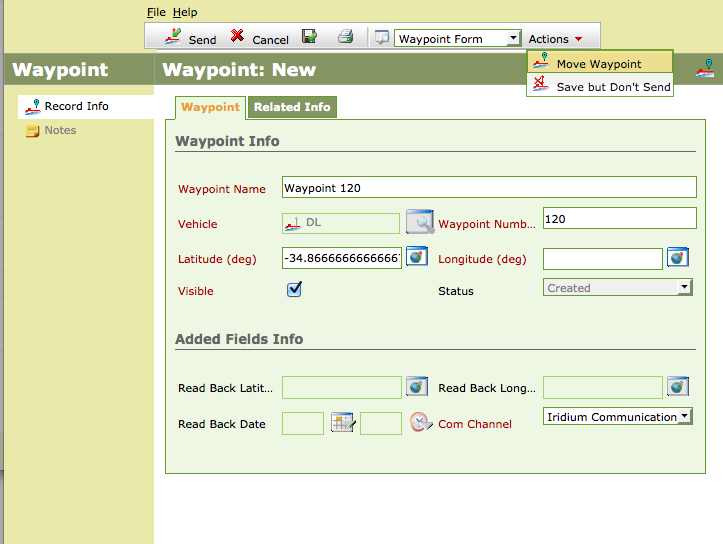 File Help
Send Cancel Waypoint Form Actions
Move Waypoint
Save but Don't Send
Waypoint
Waypoint: New
Record Info
Notes
Waypoint Related Info
Waypoint Info
Waypoint Name Waypoint 120
Vehicle DL Waypoint Numb... 120
Latitude (deg) -34.8666666666667 Longitude (deg)
Visible Status Created
Added Fields Info
Read Back Latit... Read Back Long...
Read Back Date Com Channel Iridium Communication